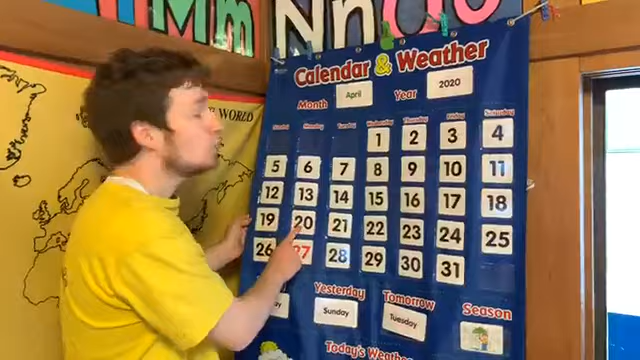 Mm Nn
WORLD
Calendar & Weather
Month April Year 2020
Monday Tuesday Wednesday Thursday Friday Saturday
1 2 3 4
5 6 7 8 9 10 11
12 13 14 15 16 17 18
19 20 21 22 23 24 25
26 27 28 29 30 31
Yesterday Tomorrow Season
Sunday Tuesday
Today's Weather